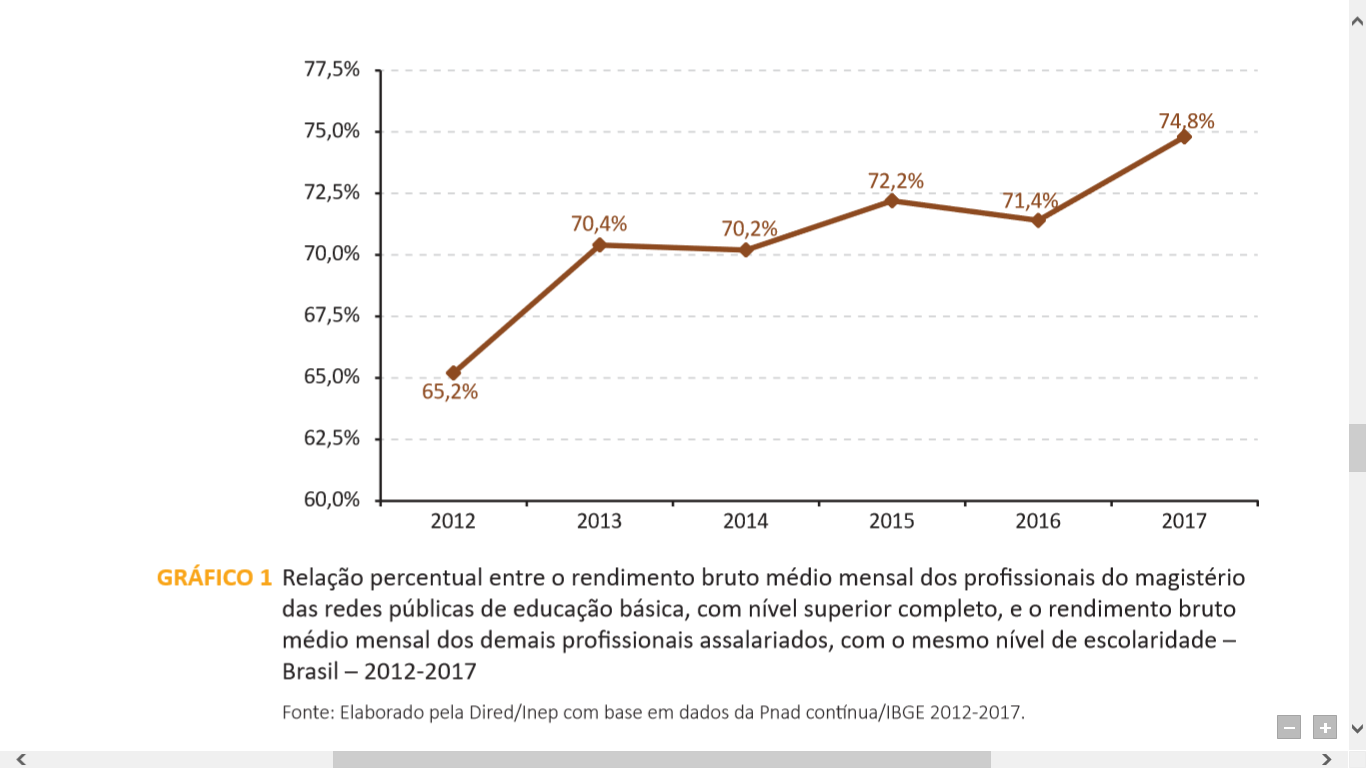 77,5%
75,0%
72,5%
70,0%
67,5%
65,0%
62,5%
60,0%
65,2%
70,4%
70,2%
72,2%
71,4%
74,8%
2012 2013 2014 2015 2016 2017
GRÁFICO 1 Relação percentual entre o rendimento bruto médio mensal dos profissionais do magistério
das redes públicas de educação básica, com nível superior completo, e o rendimento bruto
médio mensal dos demais profissionais assalariados, com o mesmo nível de escolaridade –
Brasil – 2012-2017
Fonte: Elaborado pela Dired/Inep com base em dados da Pnad contínua/IBGE 2012-2017.